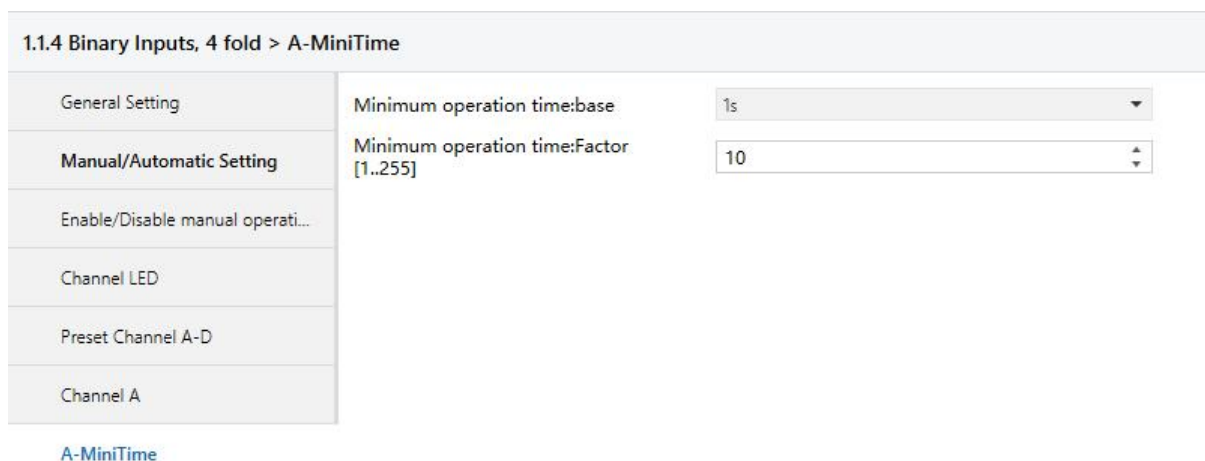 1.1.4 Binary Inputs, 4 fold > A-MiniTime
General Setting
Minimum operation time:base
1s
Manual/Automatic Setting
Minimum operation time:Factor
[1..255]
10
Enable/Disable manual operati...
Channel LED
Preset Channel A-D
Channel A
A-MiniTime